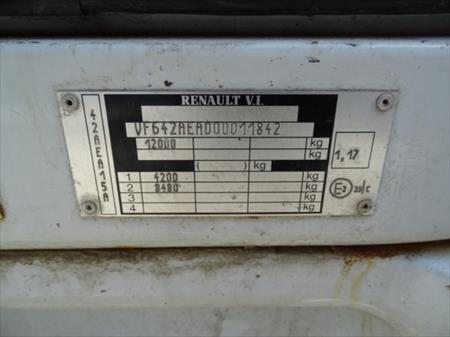 RENAULT V.I.
VF642AEA000011842
12000 kg
kg
( ) kg
1 4200 kg
2 8480 kg
3 kg
4 kg
42AEA15A
1,17
E2